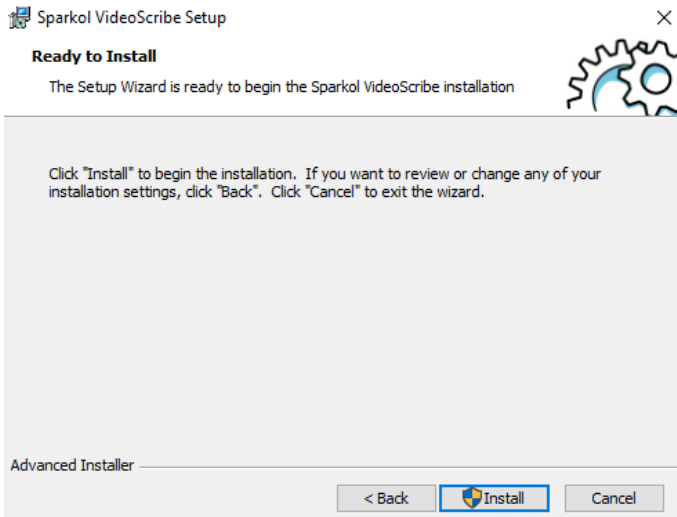 Sparkol VideoScribe Setup
Ready to Install
The Setup Wizard is ready to begin the Sparkol VideoScribe installation
Click "Install" to begin the installation.  If you want to review or change any of your
installation settings, click "Back".  Click "Cancel" to exit the wizard.
Advanced Installer
< Back
Install
Cancel